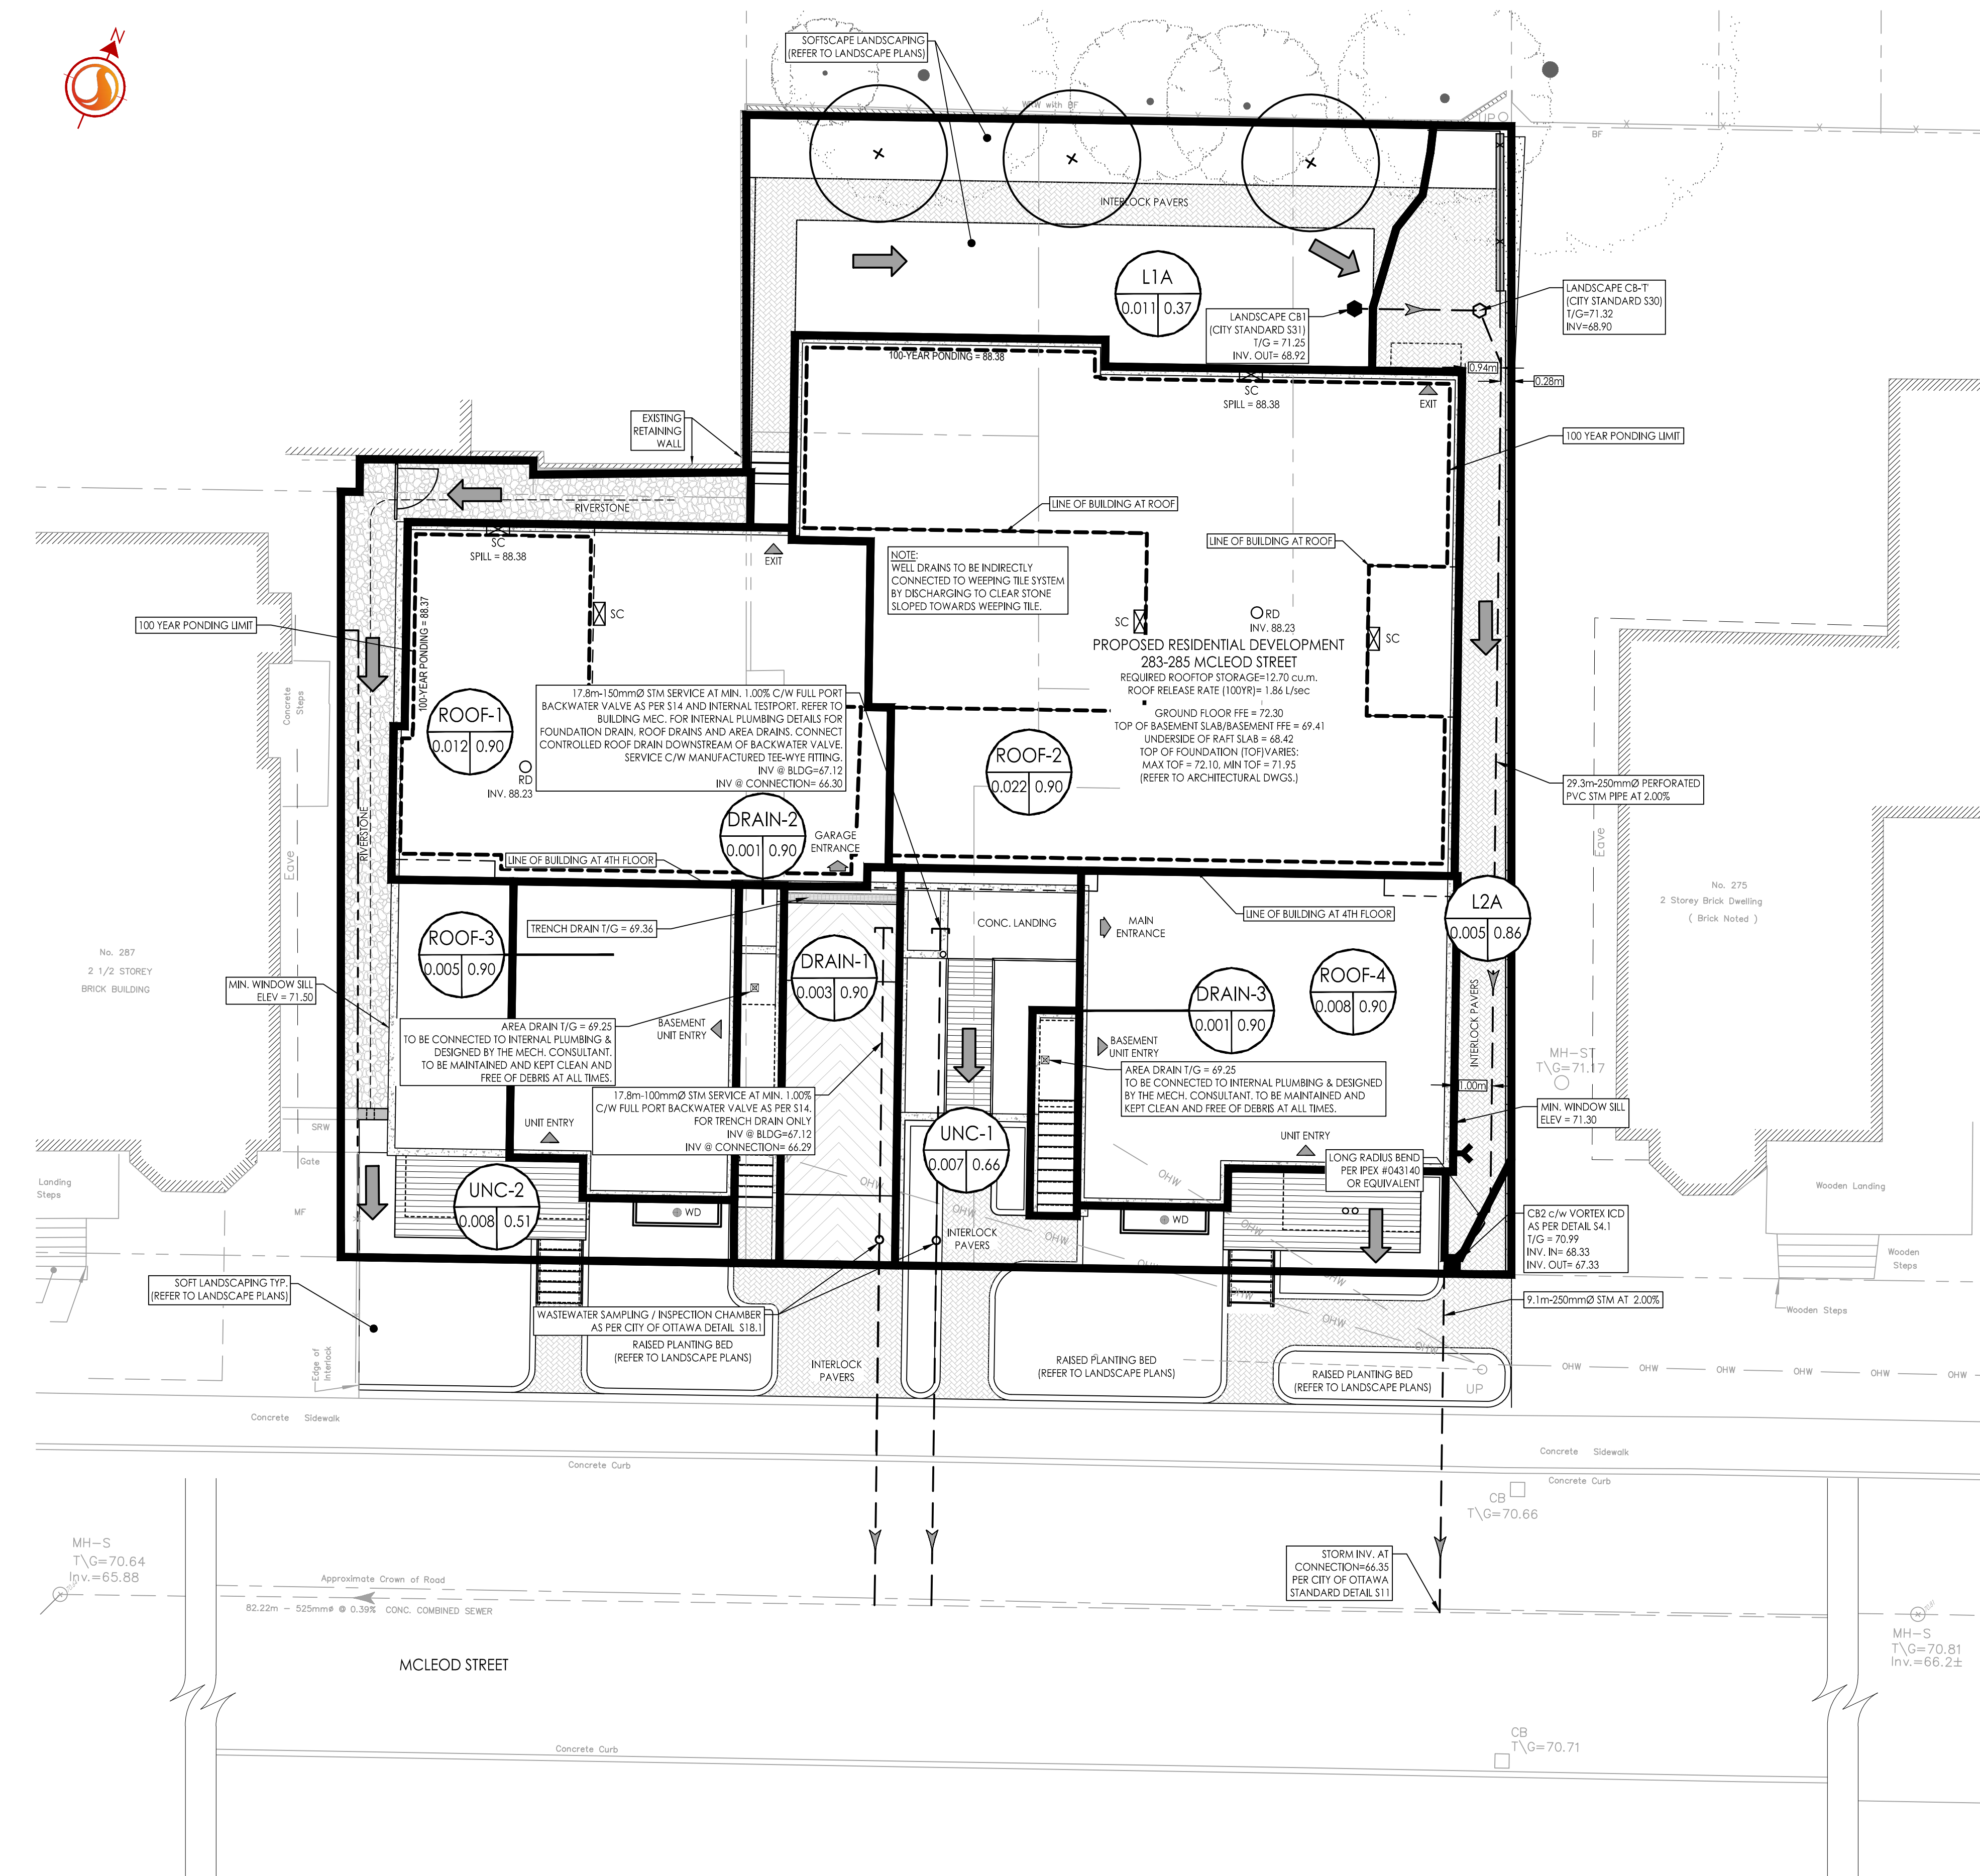 N
SOFTSCAPE LANDSCAPING
(REFER TO LANDSCAPE PLANS)
WRW with BF
UP
BF
INTERLOCK PAVERS
L1A
0.011 0.37
LANDSCAPE CB1
(CITY STANDARD S31)
T/G = 71.25
INV. OUT= 68.92
LANDSCAPE CB-'T'
(CITY STANDARD S30)
T/G=71.32
INV=68.90
100-YEAR PONDING = 88.38
0.94m
0.28m
SC
SPILL = 88.38
EXIT
EXISTING
RETAINING
WALL
100 YEAR PONDING LIMIT
RIVERSTONE
LINE OF BUILDING AT ROOF
SC
SPILL = 88.38
EXIT
LINE OF BUILDING AT ROOF
NOTE:
WELL DRAINS TO BE INDIRECTLY
CONNECTED TO WEEPING TILE SYSTEM
BY DISCHARGING TO CLEAR STONE
SLOPED TOWARDS WEEPING TILE.
100 YEAR PONDING LIMIT
100-YEAR PONDING = 88.37
SC
SC
RD
INV. 88.23
SC
PROPOSED RESIDENTIAL DEVELOPMENT
283-285 MCLEOD STREET
REQUIRED ROOFTOP STORAGE=12.70 cu.m.
ROOF RELEASE RATE (100YR)= 1.86 L/sec
GROUND FLOOR FFE = 72.30
TOP OF BASEMENT SLAB/BASEMENT FFE = 69.41
UNDERSIDE OF RAFT SLAB = 68.42
TOP OF FOUNDATION (TOF)VARIES:
MAX TOF = 72.10, MIN TOF = 71.95
(REFER TO ARCHITECTURAL DWGS.)
Concrete
Steps
ROOF-1
0.012 0.90
17.8m-150mmØ STM SERVICE AT MIN. 1.00% C/W FULL PORT
BACKWATER VALVE AS PER S14 AND INTERNAL TESTPORT. REFER TO
BUILDING MEC. FOR INTERNAL PLUMBING DETAILS FOR
FOUNDATION DRAIN, ROOF DRAINS AND AREA DRAINS. CONNECT
CONTROLLED ROOF DRAIN DOWNSTREAM OF BACKWATER VALVE.
SERVICE C/W MANUFACTURED TEE-WYE FITTING.
INV @ BLDG=67.12
INV @ CONNECTION= 66.30
RD
INV. 88.23
ROOF-2
0.022 0.90
29.3m-250mmØ PERFORATED
PVC STM PIPE AT 2.00%
DRAIN-2
0.001 0.90
GARAGE
ENTRANCE
RIVERSTONE
Eave
Eave
LINE OF BUILDING AT 4TH FLOOR
No. 275
2 Storey Brick Dwelling
( Brick Noted )
L2A
0.005 0.86
LINE OF BUILDING AT 4TH FLOOR
ROOF-3
0.005 0.90
TRENCH DRAIN T/G = 69.36
CONC. LANDING
MAIN
ENTRANCE
No. 287
2 1/2 STOREY
BRICK BUILDING
MIN. WINDOW SILL
ELEV = 71.50
DRAIN-1
0.003 0.90
DRAIN-3
0.001 0.90
ROOF-4
0.008 0.90
INTERLOCK PAVERS
AREA DRAIN T/G = 69.25
TO BE CONNECTED TO INTERNAL PLUMBING &
DESIGNED BY THE MECH. CONSULTANT.
TO BE MAINTAINED AND KEPT CLEAN AND
FREE OF DEBRIS AT ALL TIMES.
BASEMENT
UNIT ENTRY
BASEMENT
UNIT ENTRY
AREA DRAIN T/G = 69.25
TO BE CONNECTED TO INTERNAL PLUMBING & DESIGNED
BY THE MECH. CONSULTANT. TO BE MAINTAINED AND
KEPT CLEAN AND FREE OF DEBRIS AT ALL TIMES.
MH-ST
T\G=71.17
1.00m
17.8m-100mmØ STM SERVICE AT MIN. 1.00%
C/W FULL PORT BACKWATER VALVE AS PER S14.
FOR TRENCH DRAIN ONLY
INV @ BLDG=67.12
INV @ CONNECTION= 66.29
MIN. WINDOW SILL
ELEV = 71.30
SRW
UNIT ENTRY
UNC-1
0.007 0.66
UNIT ENTRY
Gate
LONG RADIUS BEND
PER IPEX #043140
OR EQUIVALENT
Landing
Steps
UNC-2
0.008 0.51
OHW
OHW
Wooden Landing
MF
WD
WD
CB2 c/w VORTEX ICD
AS PER DETAIL S4.1
T/G = 70.99
INV. IN= 68.33
INV. OUT= 67.33
OHW
OHW
INTERLOCK
PAVERS
OHW
OHW
Wooden
Steps
SOFT LANDSCAPING TYP.
(REFER TO LANDSCAPE PLANS)
OHW
9.1m-250mmØ STM AT 2.00%
Wooden Steps
WASTEWATER SAMPLING / INSPECTION CHAMBER
AS PER CITY OF OTTAWA DETAIL S18.1
OHW
RAISED PLANTING BED
(REFER TO LANDSCAPE PLANS)
Edge of
Interlock
INTERLOCK
PAVERS
RAISED PLANTING BED
(REFER TO LANDSCAPE PLANS)
OHW
RAISED PLANTING BED
(REFER TO LANDSCAPE PLANS)
UP
OHW OHW OHW OHW OHW OHW
Concrete Sidewalk
Concrete Sidewalk
Concrete Curb
Concrete Curb
CB
T\G=70.66
MH-S
T\G=70.64
Inv.=65.88
STORM INV. AT
CONNECTION=66.35
PER CITY OF OTTAWA
STANDARD DETAIL S11
Approximate Crown of Road
82.22m - 525mmø @ 0.39% CONC. COMBINED SEWER
MH-S
T\G=70.81
Inv.=66.2±
MCLEOD STREET
CB
T\G=70.71
Concrete Curb